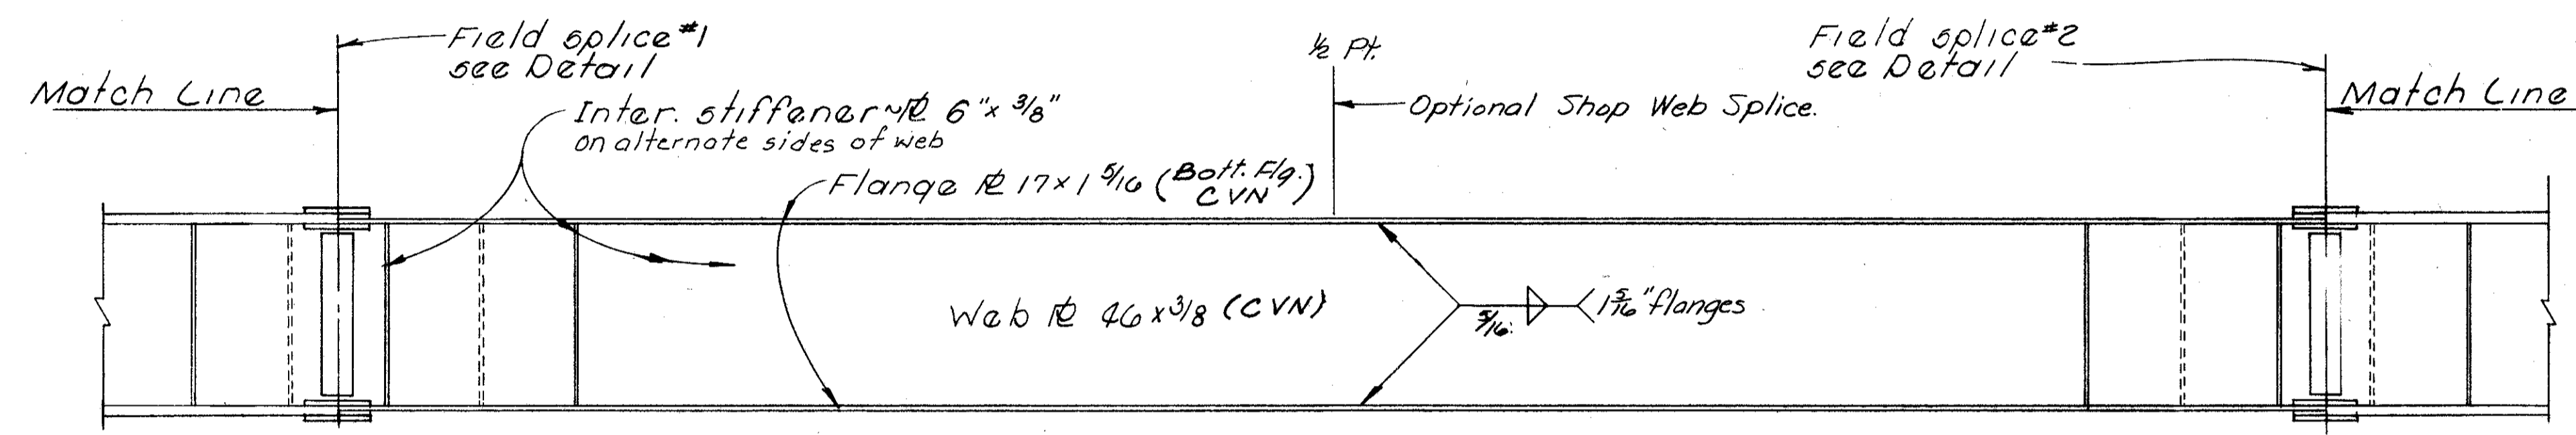 Field splice #1
see Detail
Match Line
Inter. stiffener ~ ℄ 6" x 3/8"
on alternate sides of web
Flange ℄ 17 x 1 5/16 (Bott. Flg.
CVN)
½ Pt.
Optional Shop Web Splice.
Field splice #2
see Detail
Match Line
Web ℄ 46 x 3/8 (CVN)
5/16
1 5/16" flanges